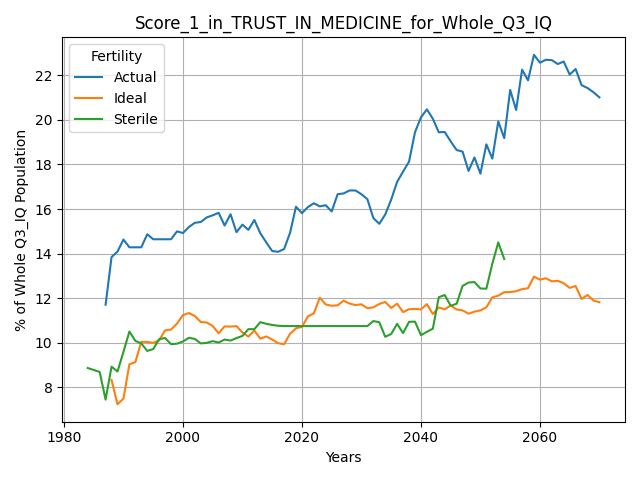 Score_1_in_TRUST_IN_MEDICINE_for_Whole_Q3_IQ
Fertility
Actual
Ideal
Sterile
% of Whole Q3_IQ Population
22
20
18
16
14
12
10
8
1980
2000
2020
2040
2060
Years